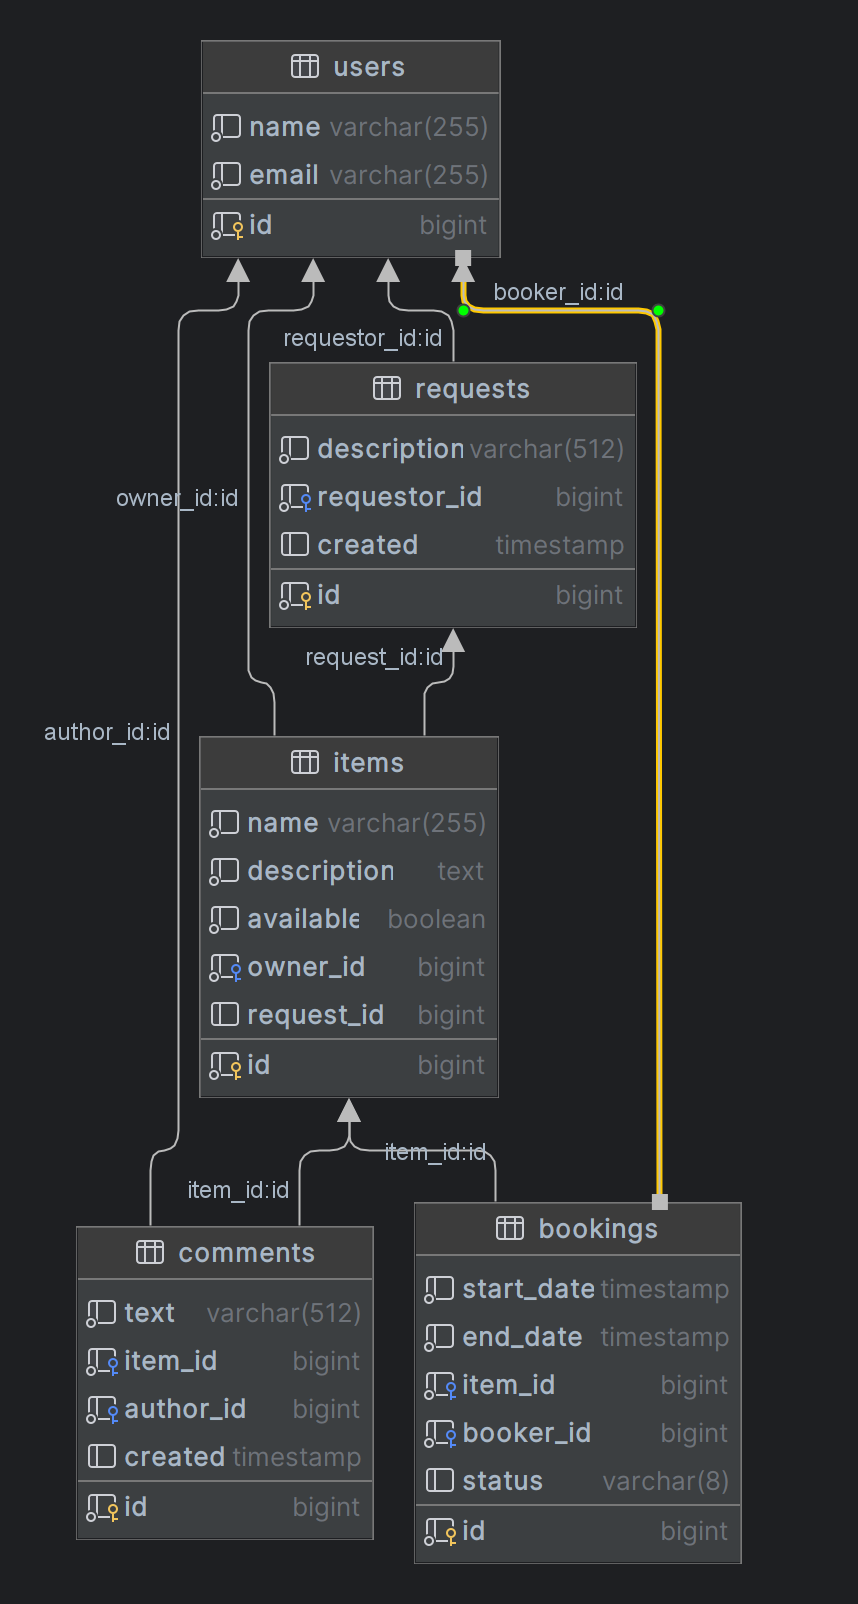 users
name varchar(255)
email varchar(255)
id bigint
booker_id:id
requestor_id:id
requests
description varchar(512)
requestor_id bigint
created timestamp
id bigint
owner_id:id
request_id:id
author_id:id
items
name varchar(255)
description text
available boolean
owner_id bigint
request_id bigint
id bigint
item_id:id
item_id:id
comments
text varchar(512)
item_id bigint
author_id bigint
created timestamp
id bigint
bookings
start_date timestamp
end_date timestamp
item_id bigint
booker_id bigint
status varchar(8)
id bigint